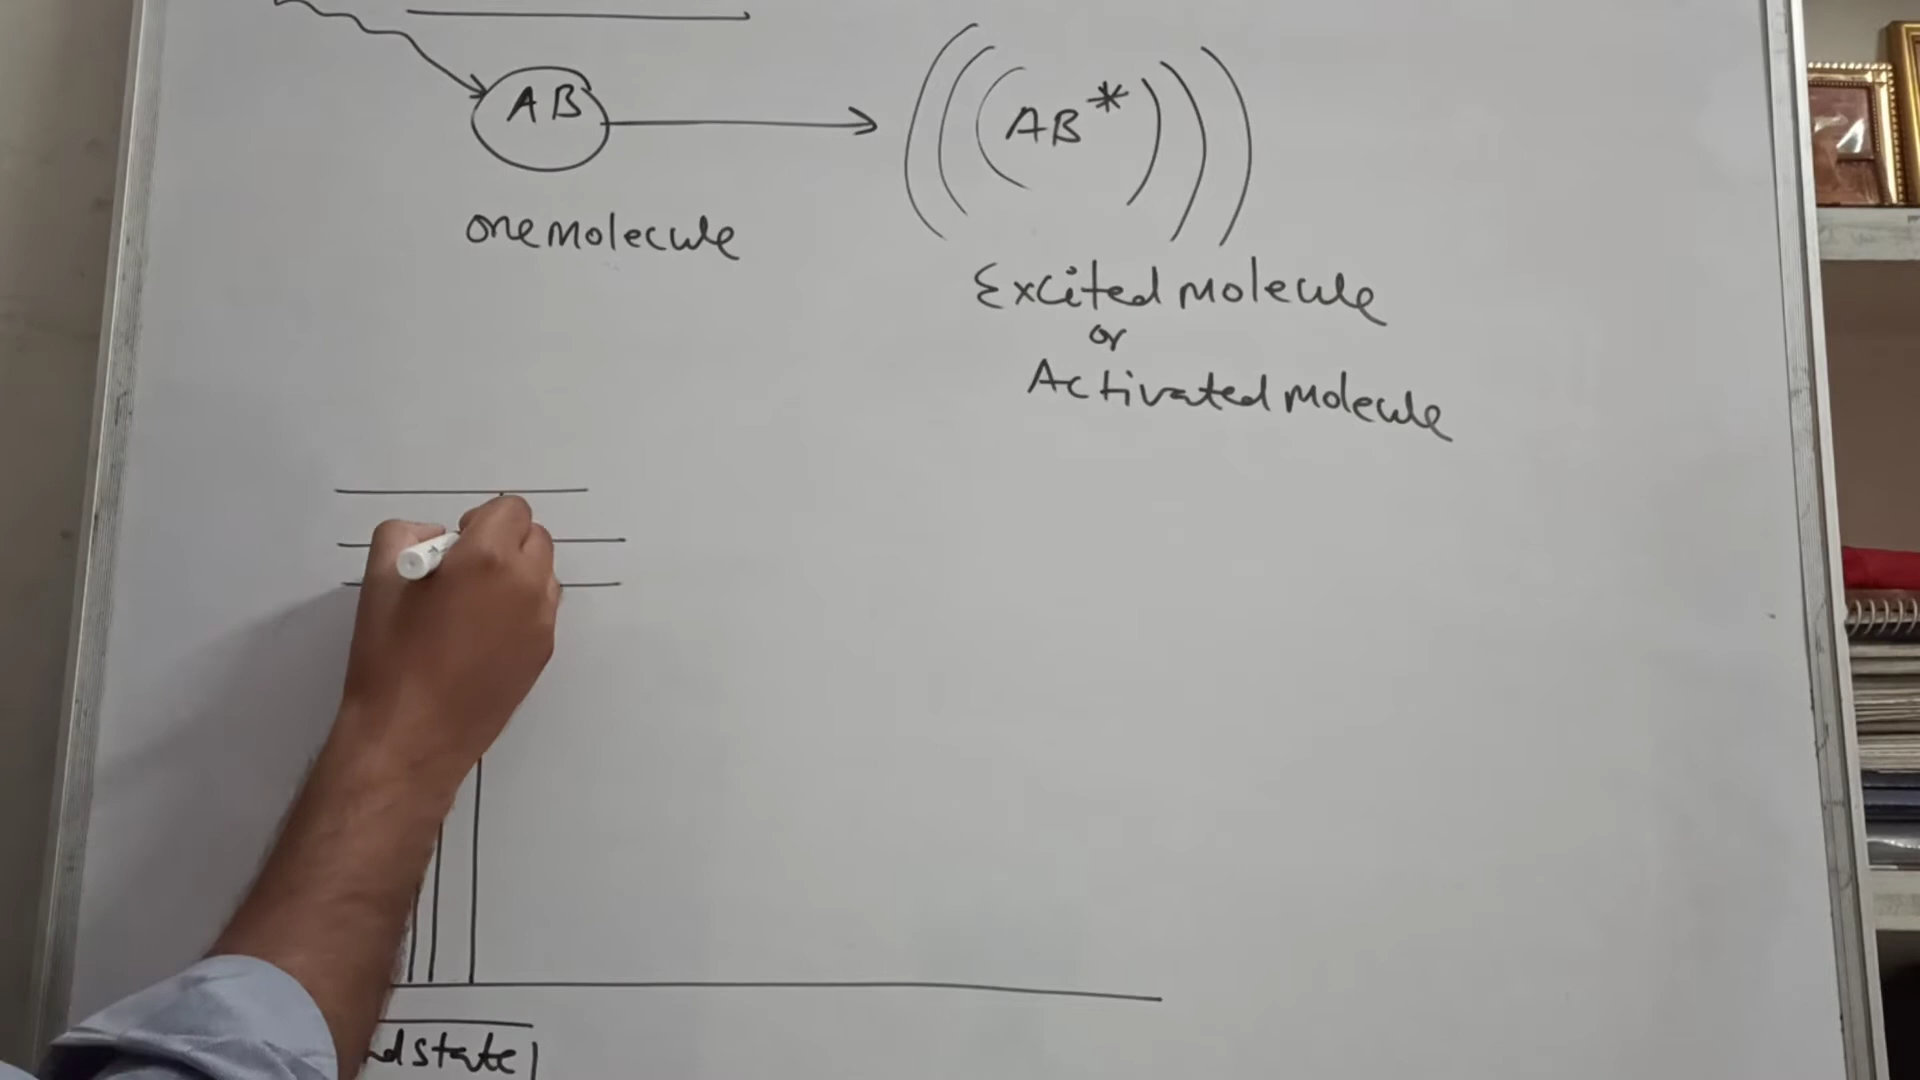 AB
AB*
one molecule
Excited molecule
or
Activated molecule
state